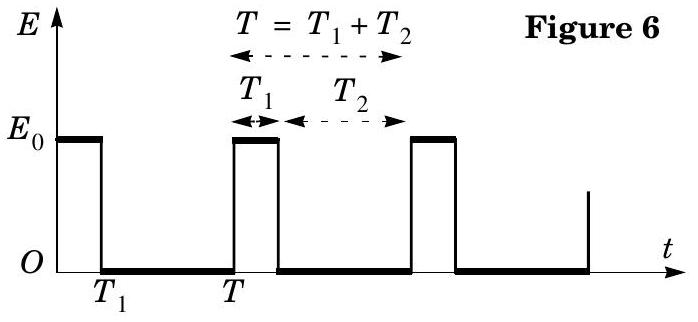 E
T = T₁ + T₂
Figure 6
T₁
T₂
E₀
O
T₁
T
t